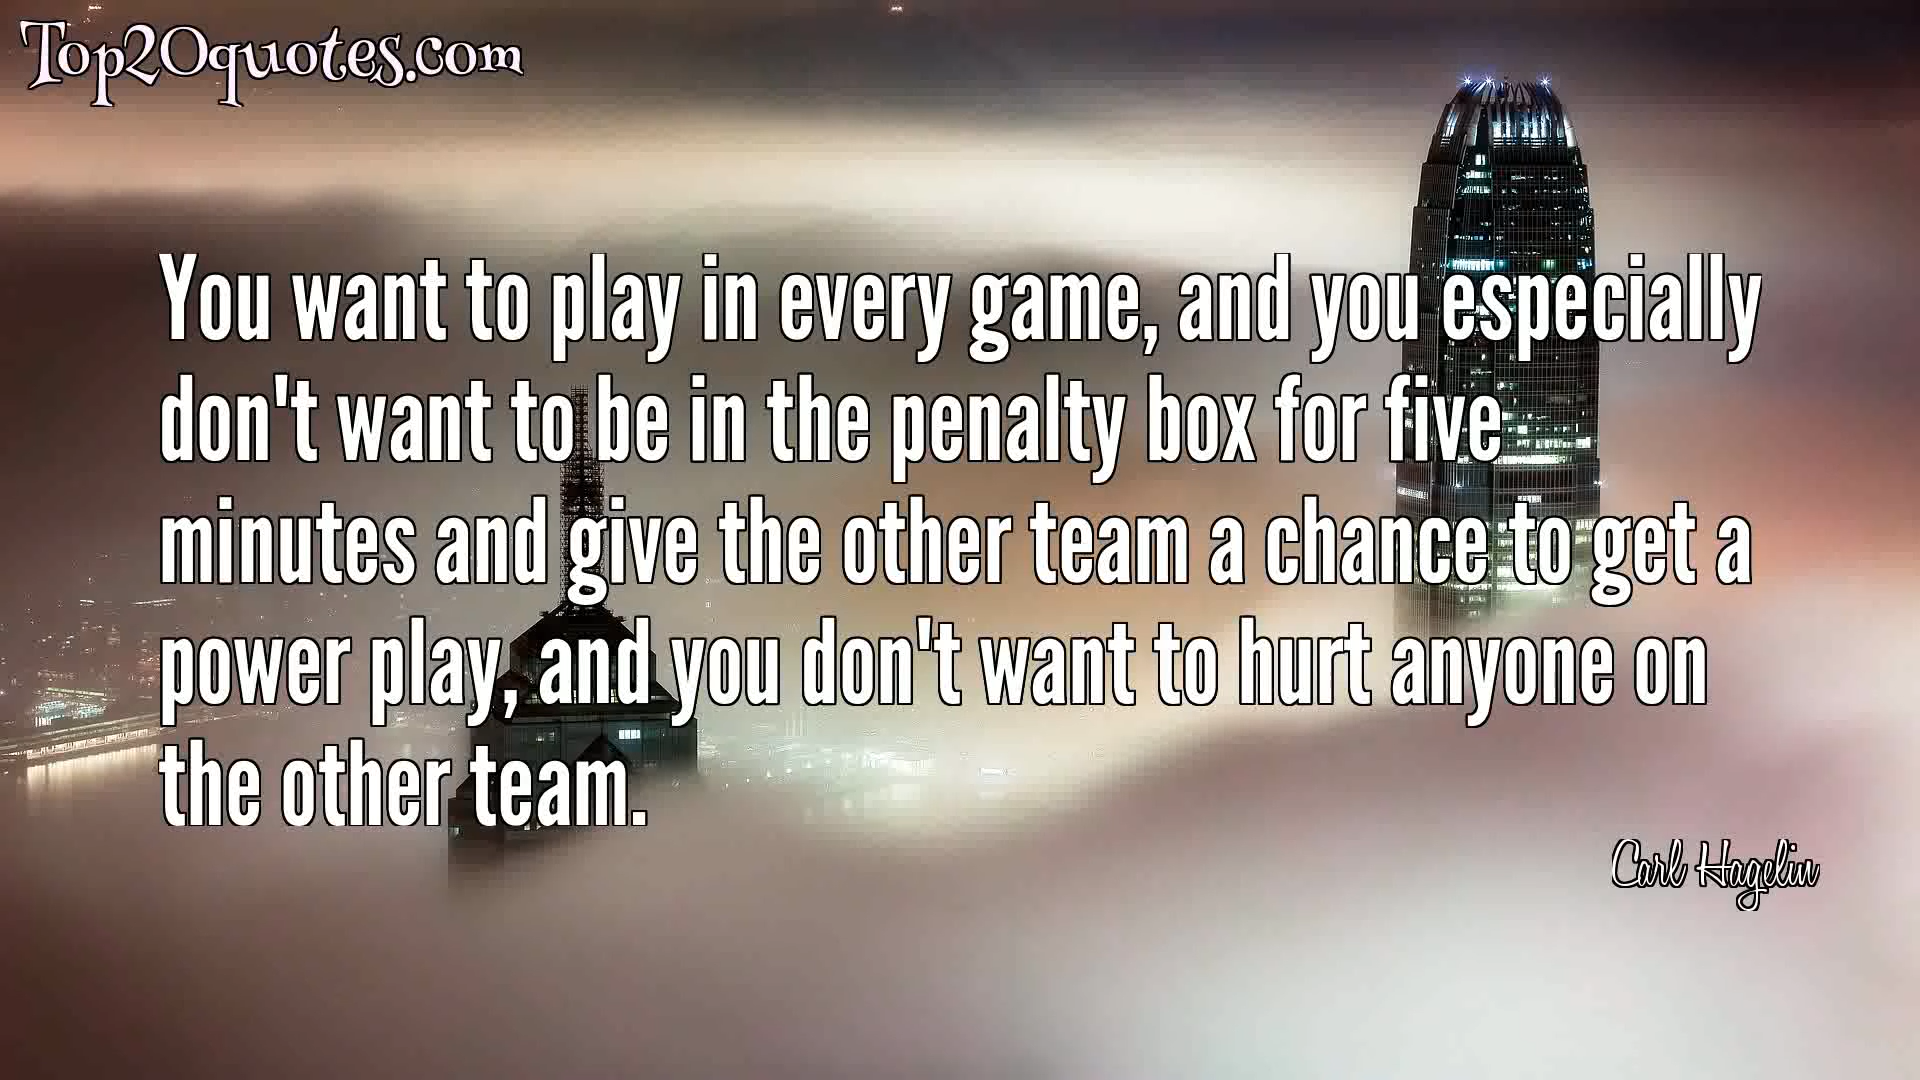 Top20quotes.com
You want to play in every game, and you especially
don't want to be in the penalty box for five
minutes and give the other team a chance to get a
power play, and you don't want to hurt anyone on
the other team.
Carl Hagelin